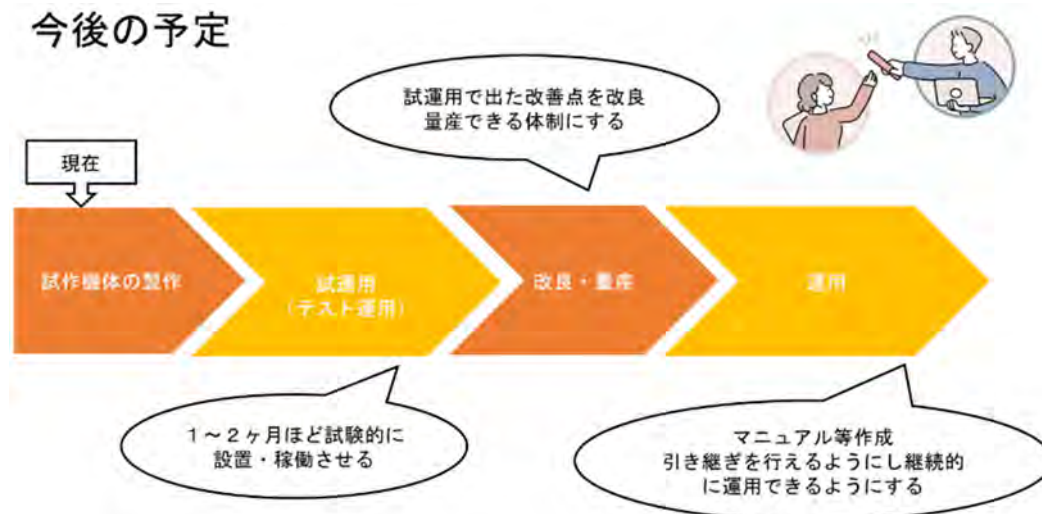 今後の予定
試運用で出た改善点を改良
量産できる体制にする
現在
試作機体の製作
試運用
（テスト運用）
改良・量産
運用
１～２ヶ月ほど試験的に
設置・稼働させる
マニュアル等作成
引き継ぎを行えるようにし継続的
に運用できるようにする